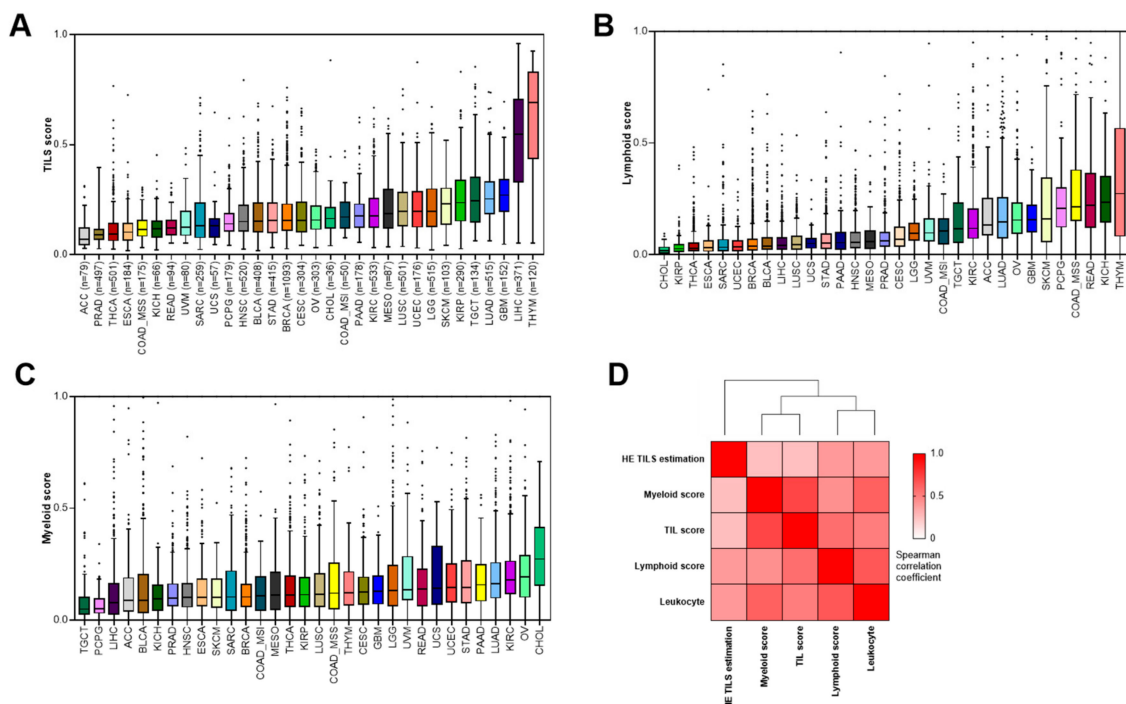 A
B
1.0
0.5
0.0
TILS score
ACC (n=79)
PRAD (n=497)
THCA (n=501)
ESCA (n=184)
COAD_MSS (n=175)
KICH (n=66)
READ (n=94)
UVM (n=80)
SARC (n=259)
UCS (n=57)
PCPG (n=179)
HNSC (n=520)
BLCA (n=408)
STAD (n=415)
BRCA (n=1093)
CESC (n=304)
OV (n=303)
CHOL (n=36)
COAD_MSI (n=50)
PAAD (n=178)
KIRC (n=533)
MESO (n=87)
LUSC (n=501)
UCEC (n=176)
LGG (n=515)
SKCM (n=103)
KIRP (n=290)
TGCT (n=134)
LUAD (n=515)
GBM (n=152)
LIHC (n=371)
THYM (n=120)
1.0
0.5
0.0
Lymphoid score
CHOL
KIRP
THCA
ESCA
SARC
UCEC
BRCA
BLCA
LIHC
LUSC
UCS
STAD
PAAD
HNSC
MESO
PRAD
CESC
LGG
UVM
COAD_MSI
TGCT
KIRC
ACC
LUAD
OV
GBM
SKCM
PCPG
COAD_MSS
READ
KICH
THYM
C
D
1.0
0.5
0.0
Myeloid score
TGCT
PCPG
LIHC
ACC
BLCA
KICH
PRAD
HNSC
ESCA
SKCM
SARC
BRCA
COAD_MSI
MESO
THCA
KIRP
LUSC
COAD_MSS
THYM
CESC
GBM
LGG
UVM
READ
UCS
UCEC
STAD
PAAD
LUAD
KIRC
OV
CHOL
HE TILS estimation
Myeloid score
TIL score
Lymphoid score
Leukocyte
1.0
0.5
0
Spearman
correlation
coefficient
HE TILS estimation
Myeloid score
TIL score
Lymphoid score
Leukocyte